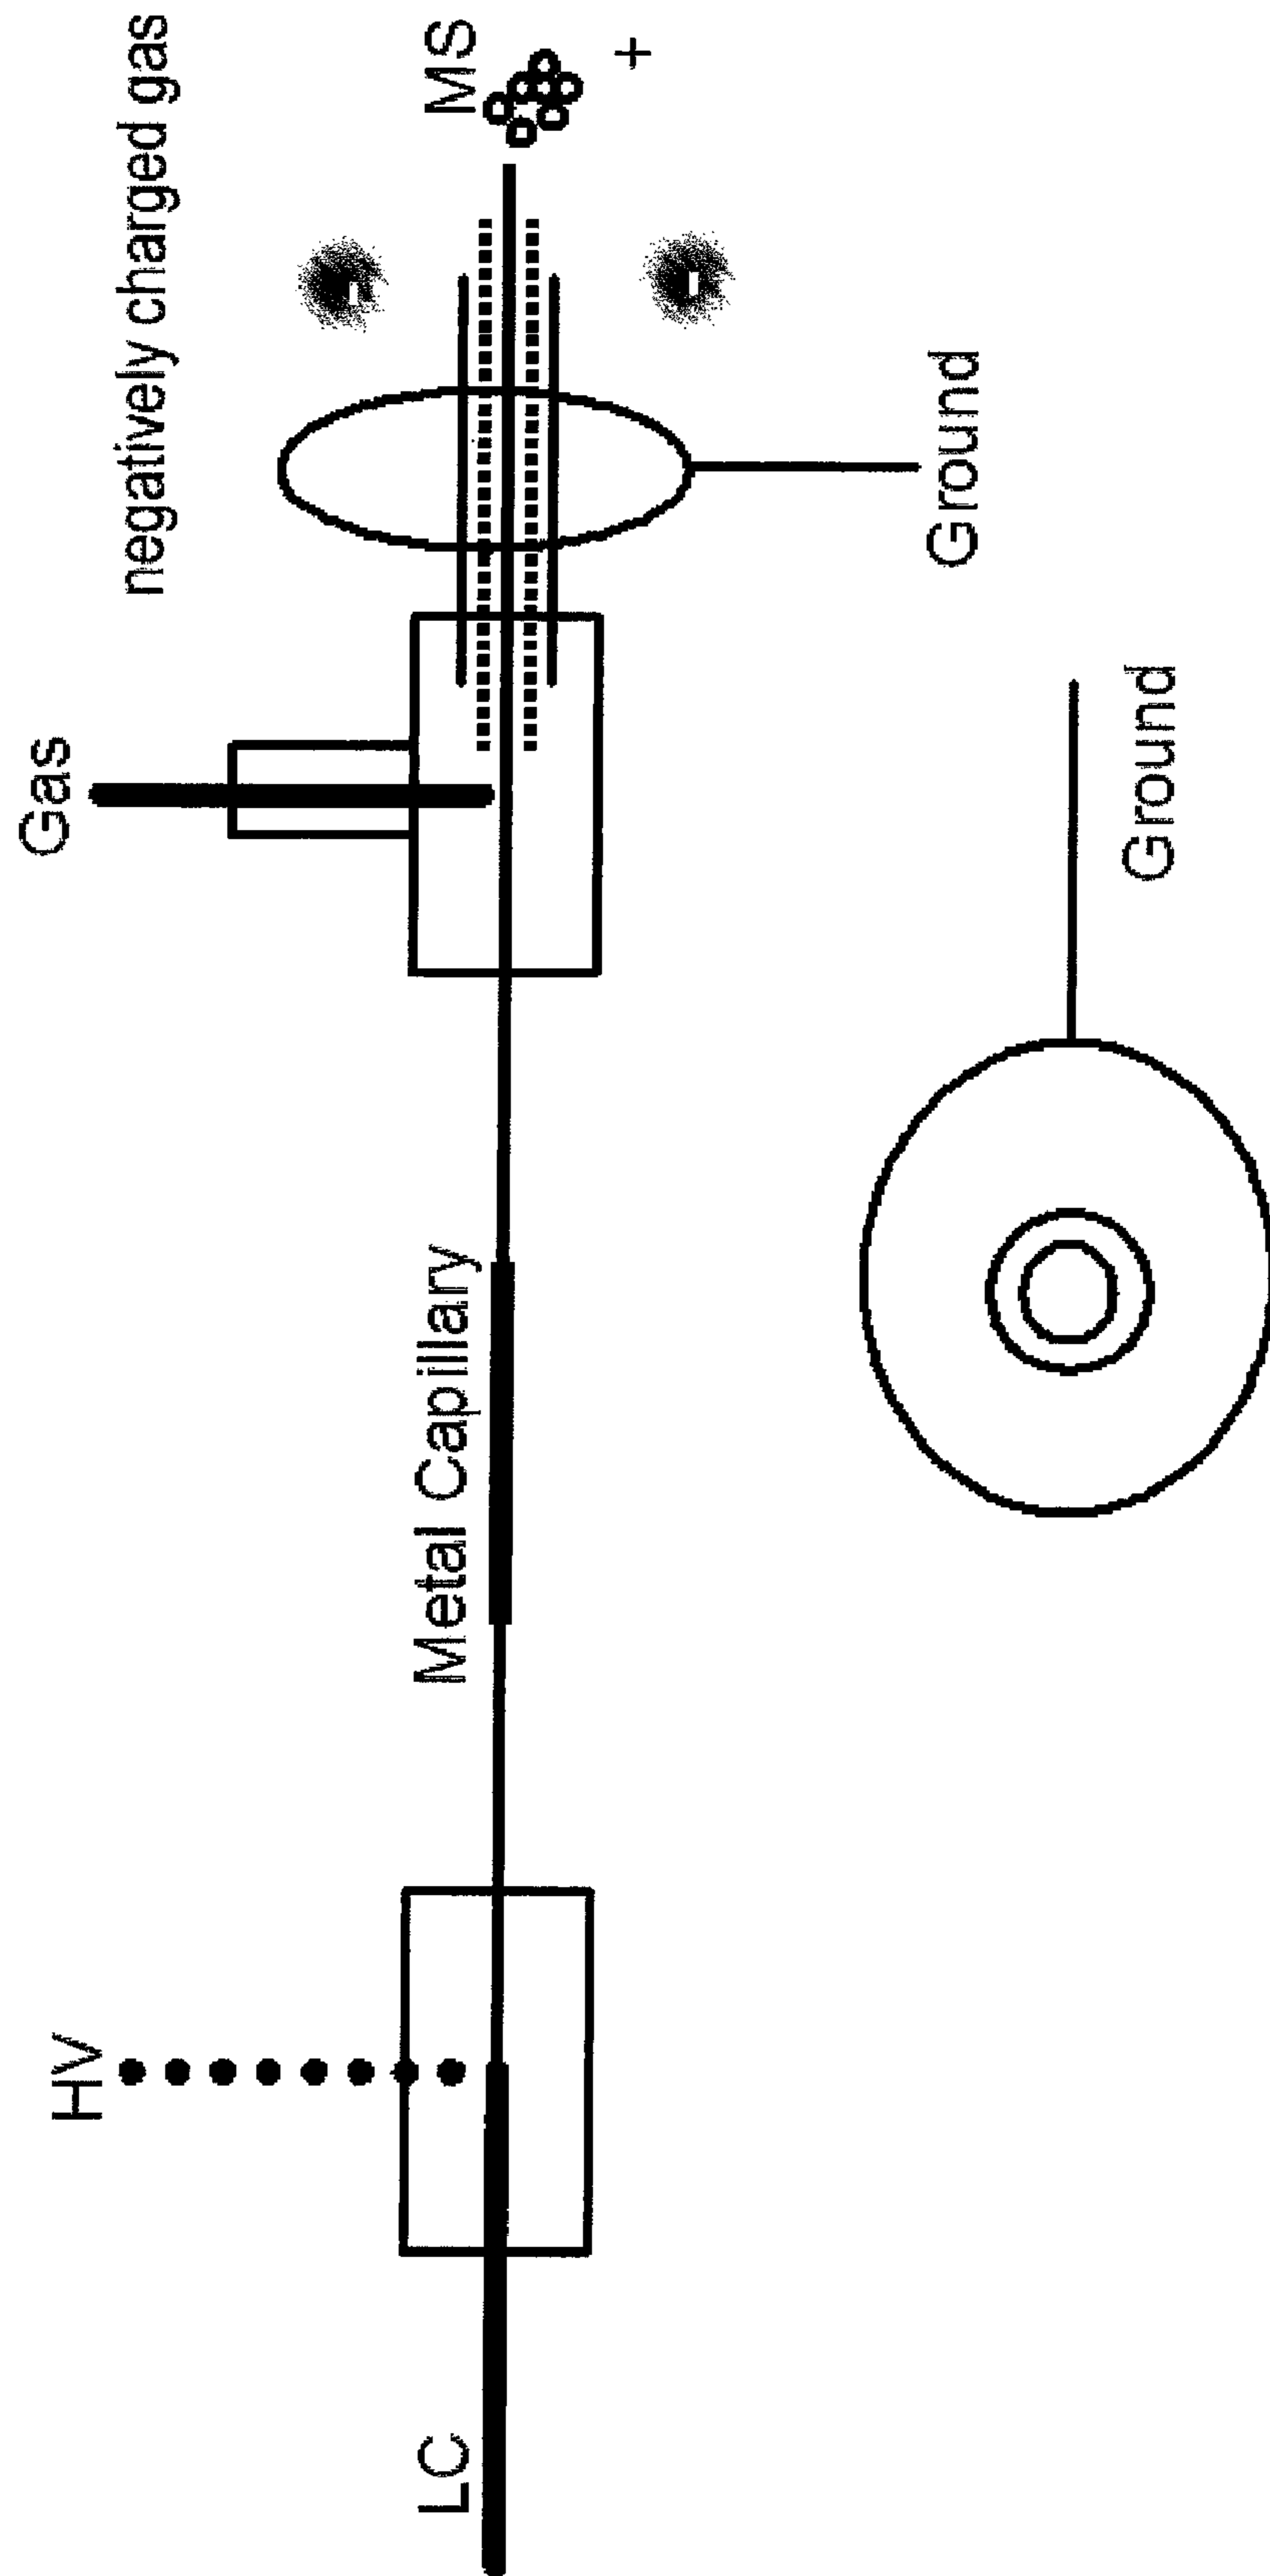 negatively charged gas
MS
+
Gas
Ground
Ground
Metal Capillary
HV
LC